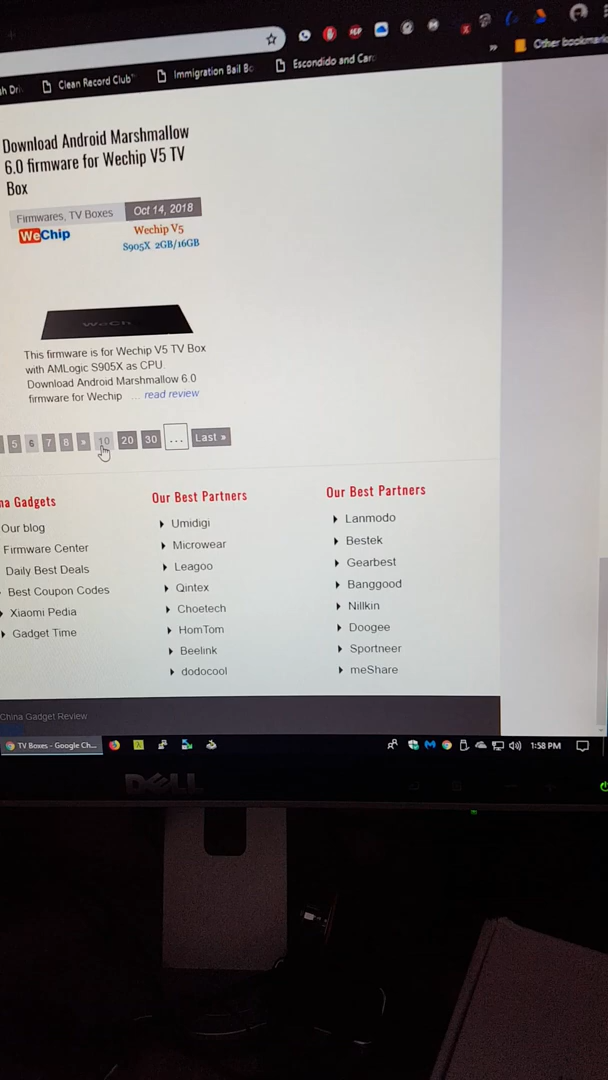 Clean Record Club"
Immigration Bail Bo
Escondido and Card
»
Other bookmarks
Download Android Marshmallow
6.0 firmware for Wechip V5 TV
Box
Firmwares, TV Boxes
Oct 14, 2018
WeChip
Wechip V5
S905X 2GB/16GB
This firmware is for Wechip V5 TV Box
with AMLogic S905X as CPU.
Download Android Marshmallow 6.0
firmware for Wechip ... read review
5 6 7 8 » 10 20 30 ... Last »
na Gadgets
Our blog
Firmware Center
Daily Best Deals
Best Coupon Codes
Xiaomi Pedia
Gadget Time
Our Best Partners
Umidigi
Microwear
Leagoo
Qintex
Choetech
HomTom
Beelink
dodocool
Our Best Partners
Lanmodo
Bestek
Gearbest
Banggood
Nillkin
Doogee
Sportneer
meShare
China Gadget Review
TV Boxes - Google Ch...
1:58 PM
DELL